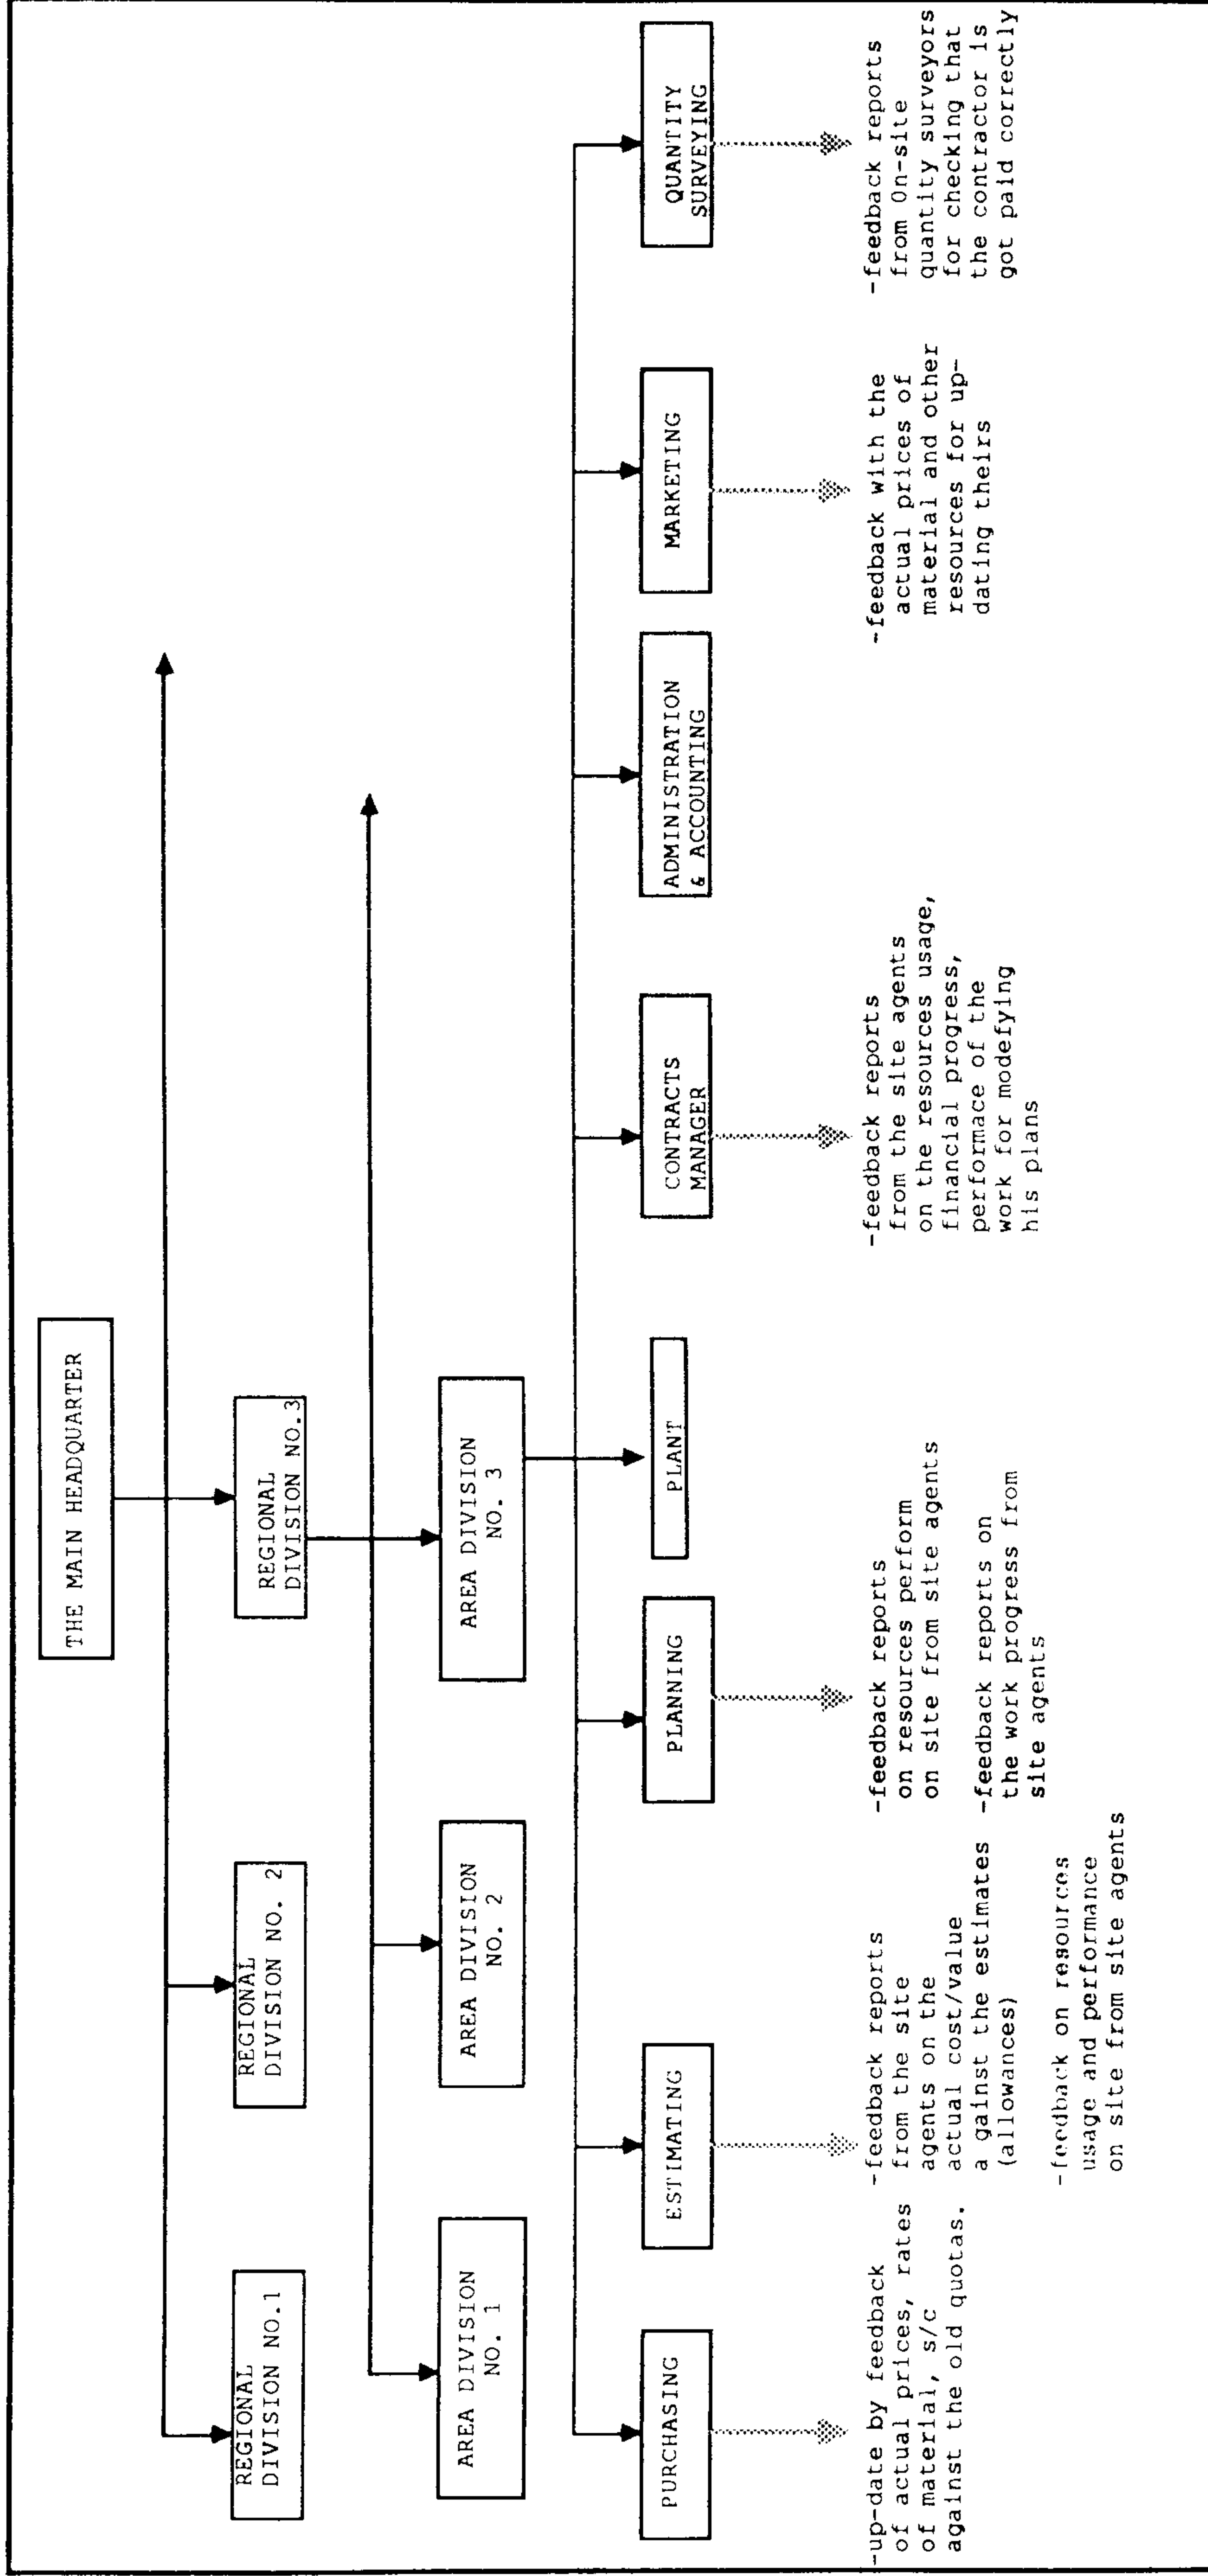 THE MAIN HEADQUARTER
REGIONAL
DIVISION NO.1
REGIONAL
DIVISION NO. 2
REGIONAL
DIVISION NO.3
AREA DIVISION
NO. 1
AREA DIVISION
NO. 2
AREA DIVISION
NO. 3
PURCHASING
ESTIMATING
PLANNING
PLANT
CONTRACTS
MANAGER
ADMINISTRATION
& ACCOUNTING
MARKETING
QUANTITY
SURVEYING
-up-date by feedback
of actual prices, rates
of material, s/c
against the old quotas.
-feedback reports
from the site
agents on the
actual cost/value
a gainst the estimates
(allowances)
-feedback on resources
usage and performance
on site from site agents
-feedback reports
on resources perform
on site from site agents
-feedback reports on
the work progress from
site agents
-feedback reports
from the site agents
on the resources usage,
financial progress,
performace of the
work for modefying
his plans
-feedback with the
actual prices of
material and other
resources for up-
dating theirs
-feedback reports
from On-site
quantity surveyors
for checking that
the contractor is
got paid correctly